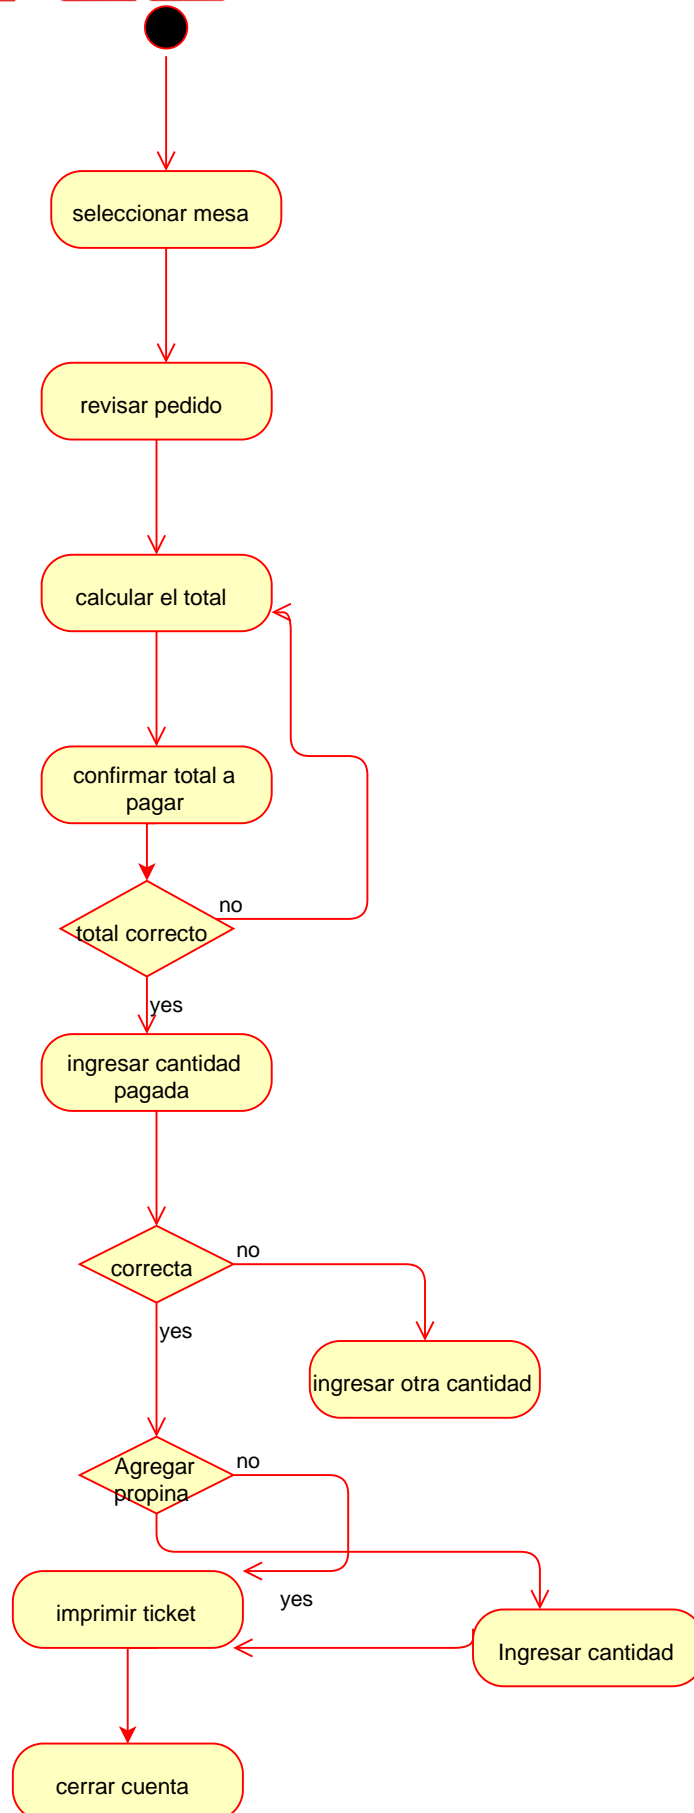 seleccionar mesa
revisar pedido
calcular el total
confirmar total a
pagar
no
total correcto
yes
ingresar cantidad
pagada
no
correcta
yes
ingresar otra cantidad
no
Agregar
propina
yes
imprimir ticket
Ingresar cantidad
cerrar cuenta